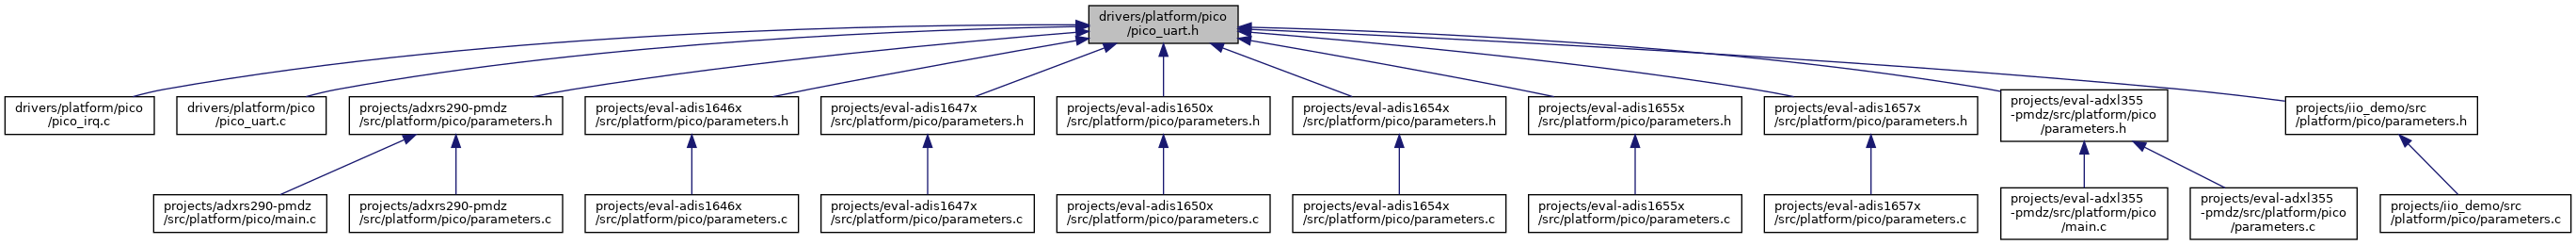 drivers/platform/pico
/pico_uart.h
drivers/platform/pico
/pico_irq.c
drivers/platform/pico
/pico_uart.c
projects/adxrs290-pmdz
/src/platform/pico/parameters.h
projects/eval-adis1646x
/src/platform/pico/parameters.h
projects/eval-adis1647x
/src/platform/pico/parameters.h
projects/eval-adis1650x
/src/platform/pico/parameters.h
projects/eval-adis1654x
/src/platform/pico/parameters.h
projects/eval-adis1655x
/src/platform/pico/parameters.h
projects/eval-adis1657x
/src/platform/pico/parameters.h
projects/eval-adxl355
-pmdz/src/platform/pico
/parameters.h
projects/iio_demo/src
/platform/pico/parameters.h
projects/adxrs290-pmdz
/src/platform/pico/main.c
projects/adxrs290-pmdz
/src/platform/pico/parameters.c
projects/eval-adis1646x
/src/platform/pico/parameters.c
projects/eval-adis1647x
/src/platform/pico/parameters.c
projects/eval-adis1650x
/src/platform/pico/parameters.c
projects/eval-adis1654x
/src/platform/pico/parameters.c
projects/eval-adis1655x
/src/platform/pico/parameters.c
projects/eval-adis1657x
/src/platform/pico/parameters.c
projects/eval-adxl355
-pmdz/src/platform/pico
/main.c
projects/eval-adxl355
-pmdz/src/platform/pico
/parameters.c
projects/iio_demo/src
/platform/pico/parameters.c